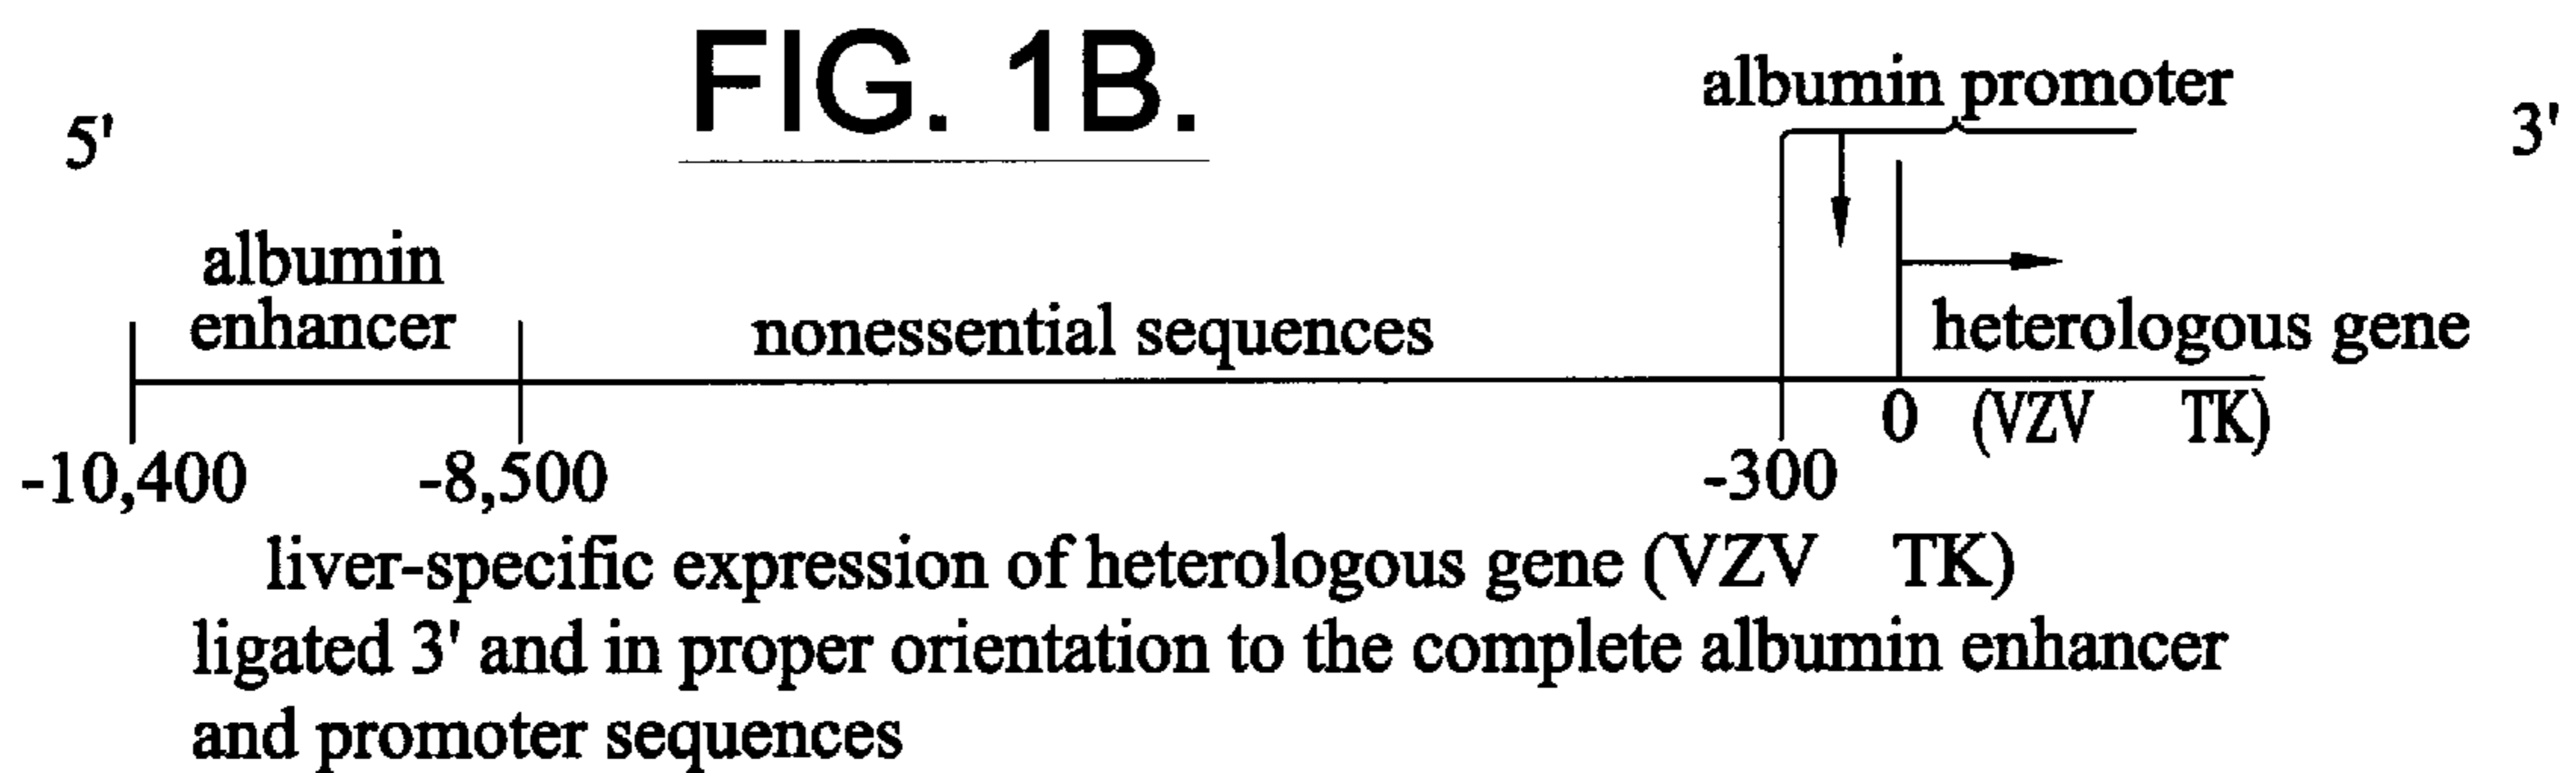 FIG. 1B.
albumin promoter
5'
3'
albumin
enhancer
nonessential sequences
heterologous gene
0 (VZV TK)
-10,400 -8,500 -300
liver-specific expression of heterologous gene (VZV TK)
ligated 3' and in proper orientation to the complete albumin enhancer
and promoter sequences